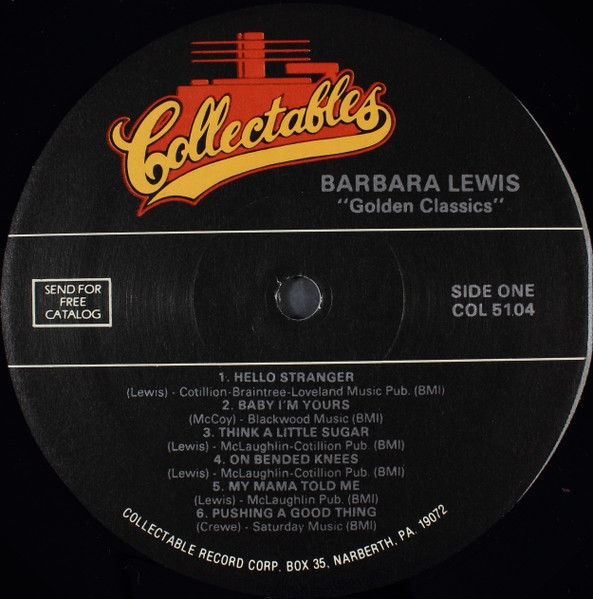 Collectables
BARBARA LEWIS
"Golden Classics"
SEND FOR
FREE
CATALOG
SIDE ONE
COL 5104
1. HELLO STRANGER
(Lewis) - Cotillion-Braintree-Loveland Music Pub. (BMI)
2. BABY I'M YOURS
(McCoy) - Blackwood Music (BMI)
3. THINK A LITTLE SUGAR
(Lewis) - McLaughlin-Cotillion Pub. (BMI)
4. ON BENDED KNEES
(Lewis) - McLaughlin-Cotillion Pub. (BMI)
5. MY MAMA TOLD ME
(Lewis) - McLaughlin Pub. (BMI)
6. PUSHING A GOOD THING
(Crewe) - Saturday Music (BMI)
COLLECTABLE RECORD CORP. BOX 35, NARBERTH, PA. 19072